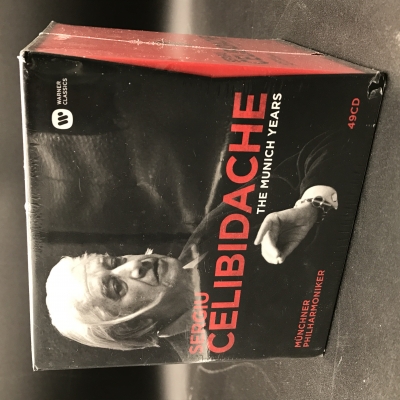 WARNER
CLASSICS
SERGIU
CELIBIDACHE
THE MUNICH YEARS
MÜNCHNER
PHILHARMONIKER
49CD